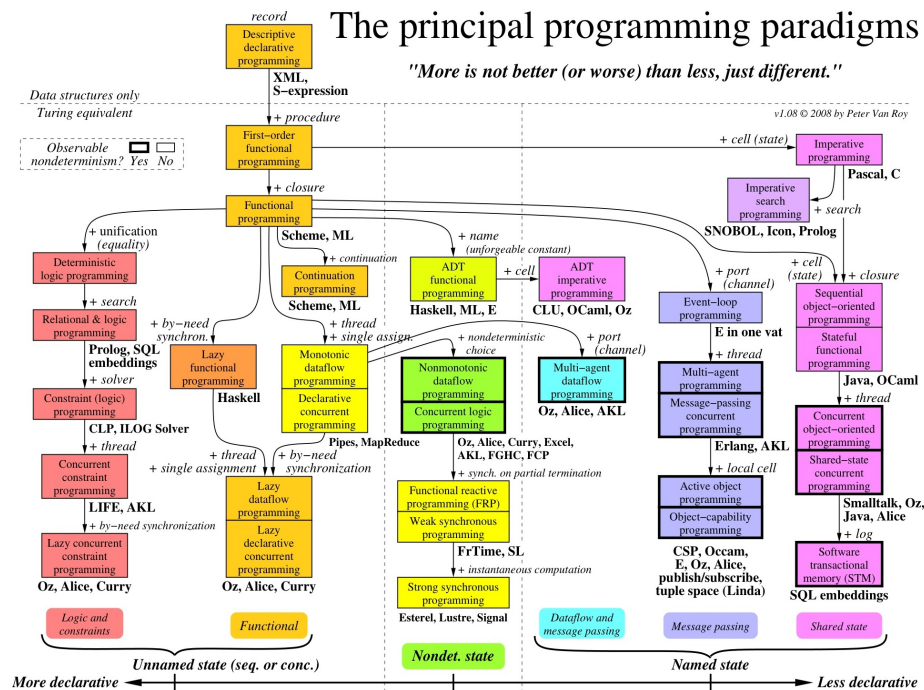 record
The principal programming paradigms
Descriptive
declarative
programming
"More is not better (or worse) than less, just different."
XML,
S−expression
Data structures only
Turing equivalent
v1.08 © 2008 by Peter Van Roy
+ procedure
Observable
nondeterminism?
Yes
No
First−order
functional
programming
+ cell (state)
Imperative
programming
Pascal, C
+ closure
Imperative
search
programming
+ search
SNOBOL, Icon, Prolog
Functional
programming
Scheme, ML
+ unification
(equality)
+ continuation
+ name
(unforgeable constant)
+ port
(channel)
+ cell
(state)
+ closure
Deterministic
logic programming
Continuation
programming
Scheme, ML
ADT
functional
programming
Haskell, ML, E
+ cell
ADT
imperative
programming
CLU, OCaml, Oz
Event−loop
programming
E in one vat
Sequential
object−oriented
programming
Stateful
functional
programming
Java, OCaml
+ search
Relational & logic
programming
Prolog, SQL
embeddings
+ by−need
synchron.
+ thread
+ single assign.
+ nondeterministic
choice
+ port
(channel)
+ thread
Lazy
functional
programming
Haskell
Monotonic
dataflow
programming
Declarative
concurrent
programming
Pipes, MapReduce
Nonmonotonic
dataflow
programming
Concurrent logic
programming
Oz, Alice, Curry, Excel,
AKL, FGHC, FCP
Multi−agent
dataflow
programming
Oz, Alice, AKL
Multi−agent
programming
Message−passing
concurrent
programming
Erlang, AKL
+ thread
Concurrent
object−oriented
programming
Shared−state
concurrent
programming
Smalltalk, Oz,
Java, Alice
+ solver
Constraint (logic)
programming
CLP, ILOG Solver
+ thread
+ thread
+ single assignment
+ by−need
synchronization
+ synch. on partial termination
+ local cell
Concurrent
constraint
programming
LIFE, AKL
+ by−need synchronization
Lazy
dataflow
programming
Lazy
declarative
concurrent
programming
Oz, Alice, Curry
Functional reactive
programming (FRP)
Weak synchronous
programming
FrTime, SL
+ instantaneous computation
Active object
programming
Object−capability
programming
CSP, Occam,
E, Oz, Alice,
publish/subscribe,
tuple space (Linda)
+ log
Lazy concurrent
constraint
programming
Oz, Alice, Curry
Strong synchronous
programming
Esterel, Lustre, Signal
Software
transactional
memory (STM)
SQL embeddings
Logic and
constraints
Functional
Dataflow and
message passing
Message passing
Shared state
Unnamed state (seq. or conc.)
Nondet. state
Named state
More declarative
Less declarative